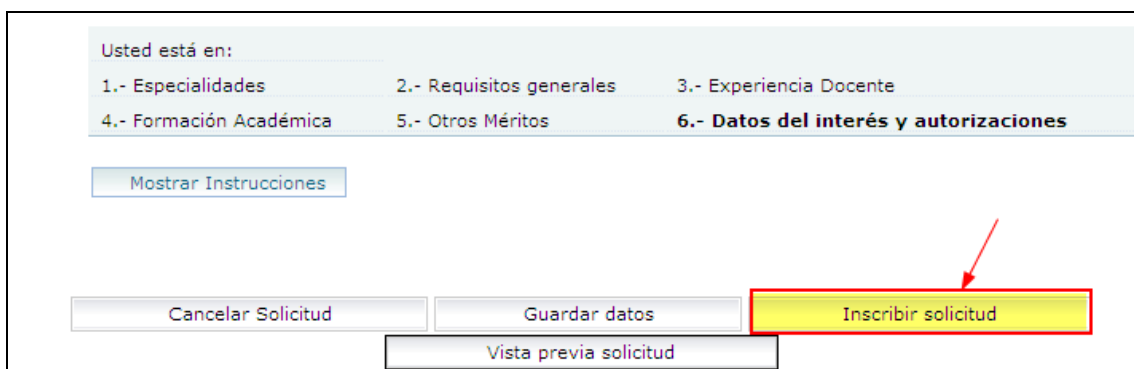 Usted está en:
1.- Especialidades 2.- Requisitos generales 3.- Experiencia Docente
4.- Formación Académica 5.- Otros Méritos 6.- Datos del interés y autorizaciones
Mostrar Instrucciones
Cancelar Solicitud Guardar datos Inscribir solicitud
Vista previa solicitud